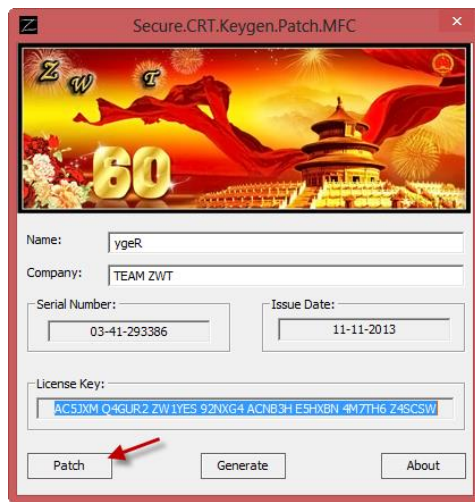 Secure.CRT.Keygen.Patch.MFC
Z W T
60
Name: ygeR
Company: TEAM ZWT
Serial Number: Issue Date:
03-41-293386 11-11-2013
License Key:
AC5JXM Q4GUR2 ZW1YES 92NXG4 ACNB3H E5HXBN 4M7TH6 Z4SCSW
Patch Generate About